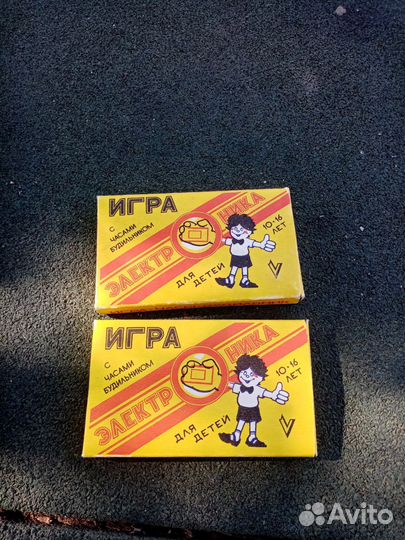 ИГРА
С
ЧАСАМИ
БУДИЛЬНИКОМ
ЭЛЕКТРОНИКА
ДЛЯ ДЕТЕЙ
10-16
ЛЕТ
ИГРА
С
ЧАСАМИ
БУДИЛЬНИКОМ
ЭЛЕКТРОНИКА
ДЛЯ ДЕТЕЙ
10-16
ЛЕТ
Avito